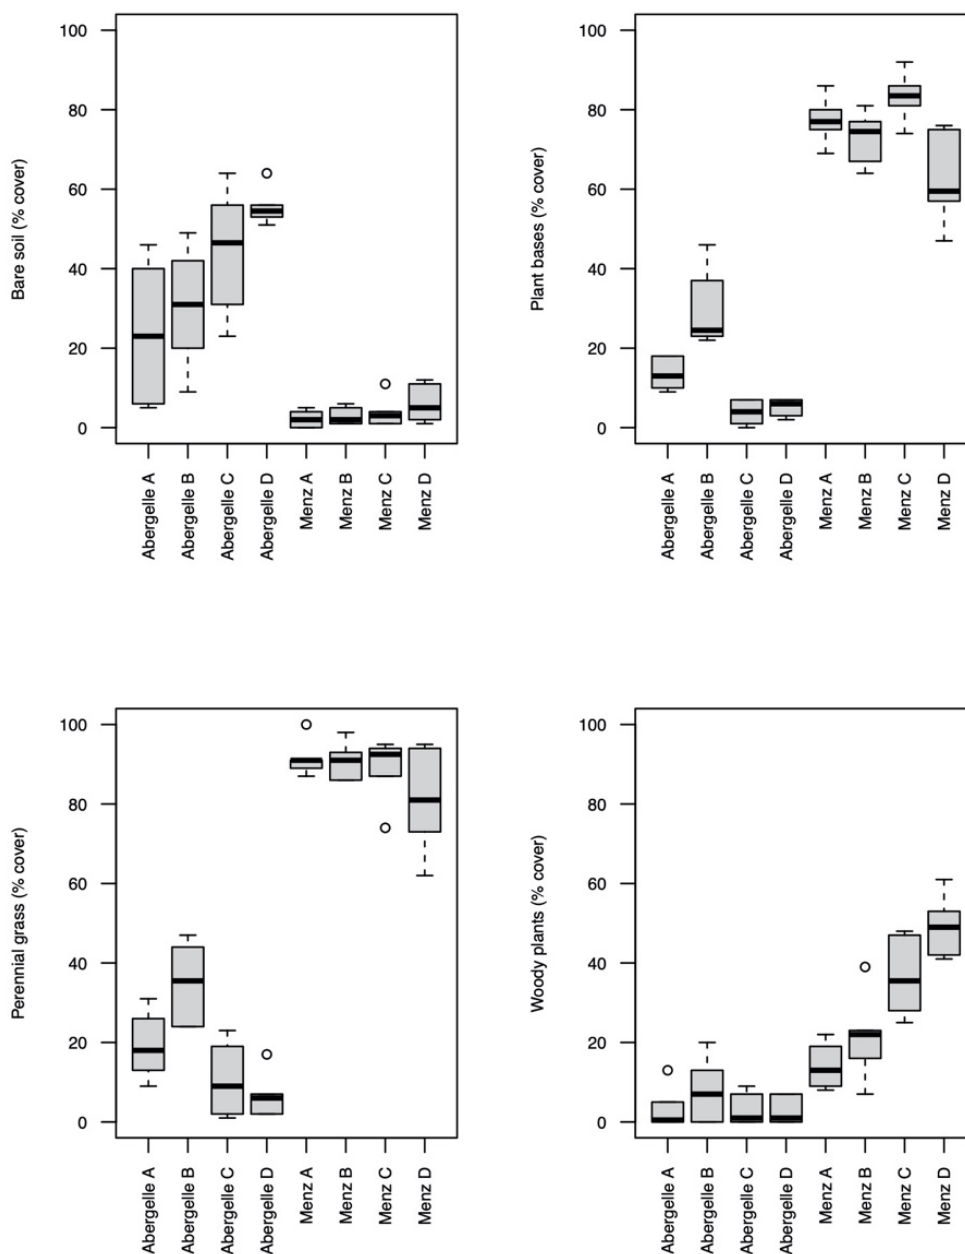 Bare soil (% cover)
100
80
60
40
20
0
Abergelle A
Abergelle B
Abergelle C
Abergelle D
Menz A
Menz B
Menz C
Menz D
Plant bases (% cover)
100
80
60
40
20
0
Abergelle A
Abergelle B
Abergelle C
Abergelle D
Menz A
Menz B
Menz C
Menz D
Perennial grass (% cover)
100
80
60
40
20
0
Abergelle A
Abergelle B
Abergelle C
Abergelle D
Menz A
Menz B
Menz C
Menz D
Woody plants (% cover)
100
80
60
40
20
0
Abergelle A
Abergelle B
Abergelle C
Abergelle D
Menz A
Menz B
Menz C
Menz D